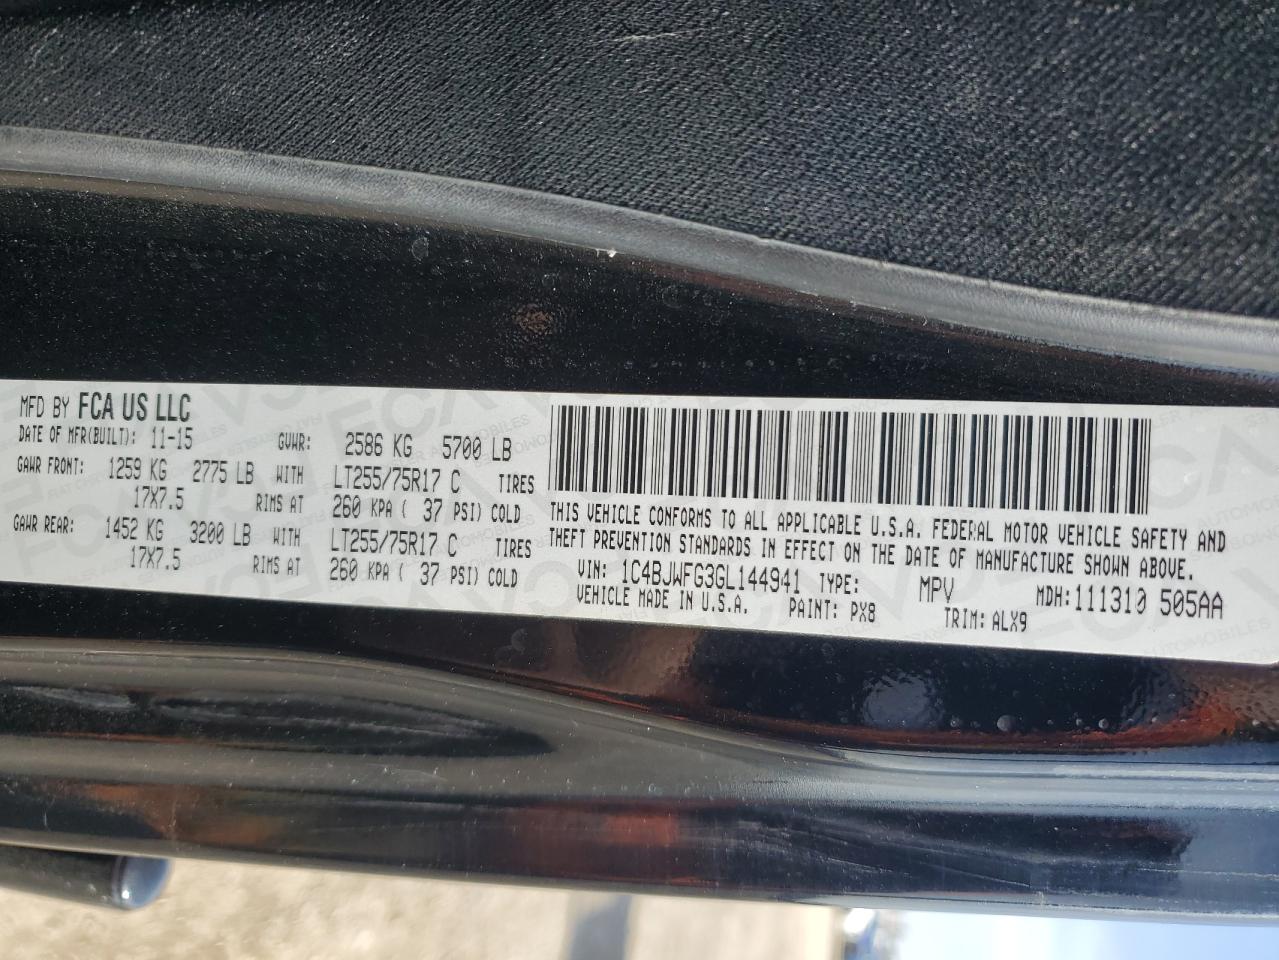 MFD BY FCA US LLC
DATE OF MFR(BUILT): 11-15 GVWR: 2586 KG 5700 LB
GAWR FRONT: 1259 KG 2775 LB WITH LT255/75R17 C TIRES
17X7.5 RIMS AT 260 KPA ( 37 PSI) COLD
GAWR REAR: 1452 KG 3200 LB WITH LT255/75R17 C TIRES
17X7.5 RIMS AT 260 KPA ( 37 PSI) COLD
THIS VEHICLE CONFORMS TO ALL APPLICABLE U.S.A. FEDERAL MOTOR VEHICLE SAFETY AND
THEFT PREVENTION STANDARDS IN EFFECT ON THE DATE OF MANUFACTURE SHOWN ABOVE.
VIN: 1C4BJWFG3GL144941 TYPE: MPV MDH: 111310 505AA
VEHICLE MADE IN U.S.A. PAINT: PX8 TRIM: ALX9